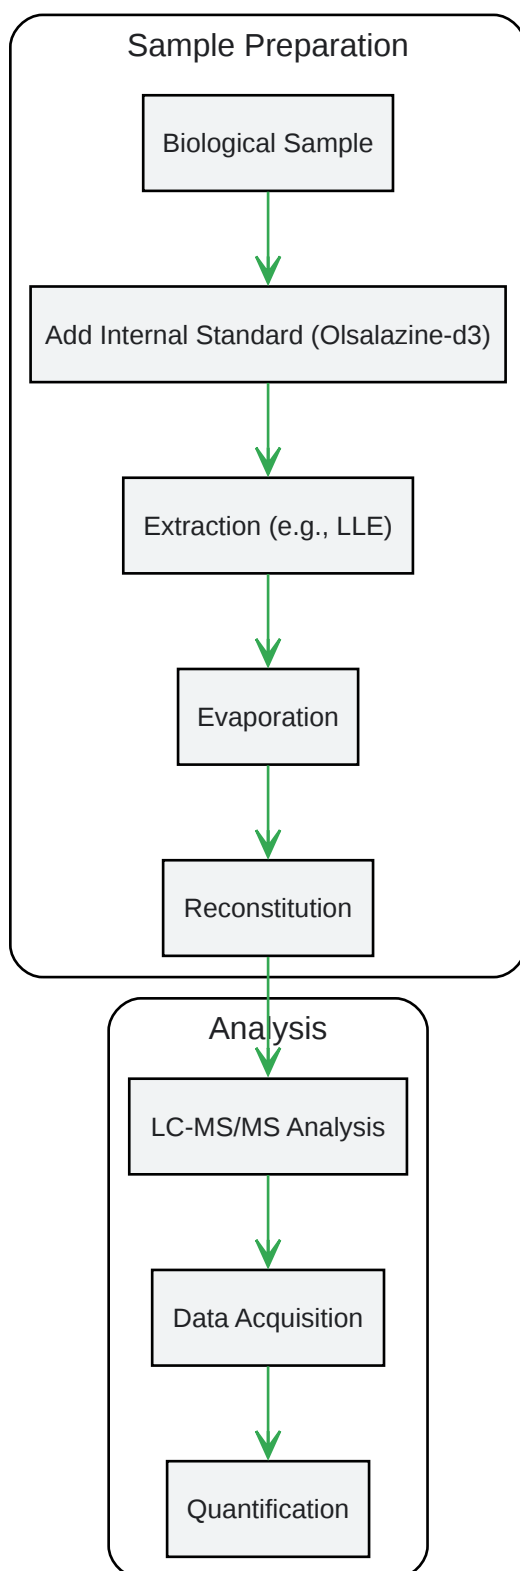 Sample Preparation
Biological Sample
Add Internal Standard (Olsalazine-d3)
Extraction (e.g., LLE)
Evaporation
Reconstitution
Analysis
LC-MS/MS Analysis
Data Acquisition
Quantification